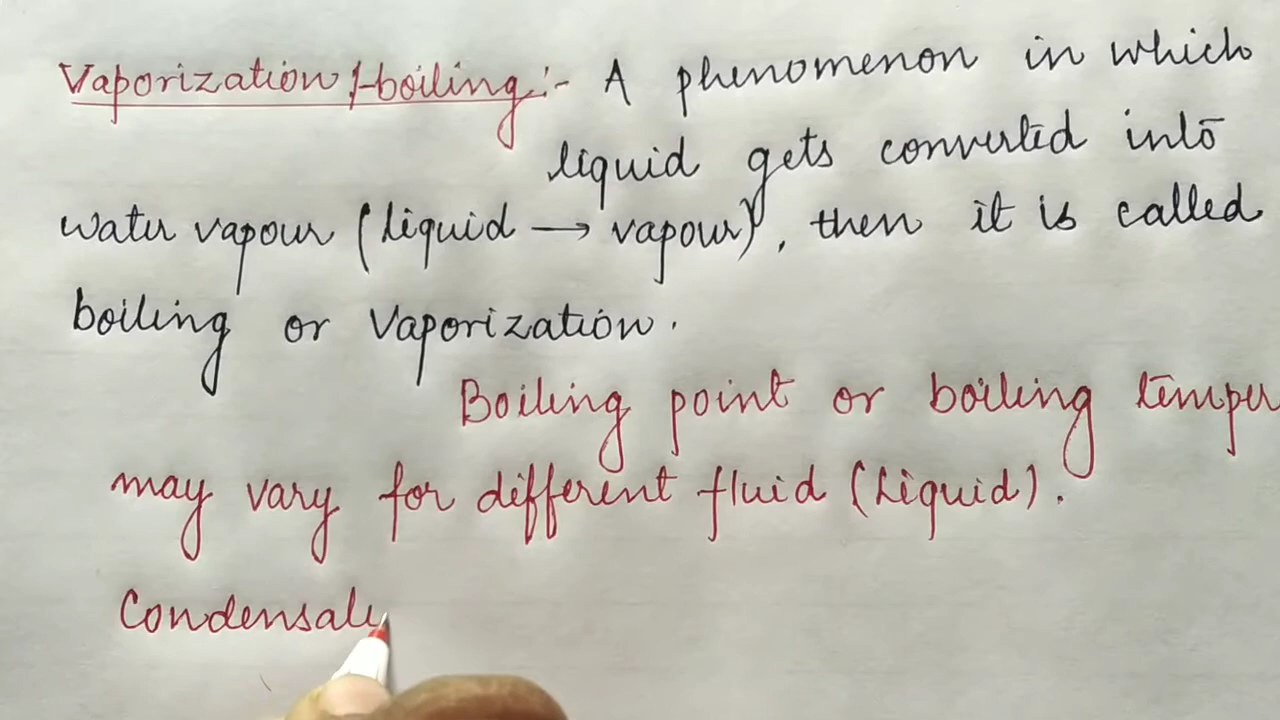 Vaporization/boiling:- A phenomenon in which
liquid gets converted into
water vapour (liquid → vapour), then it is called
boiling or Vaporization.
Boiling point or boiling temper
may vary for different fluid (Liquid).
Condensati